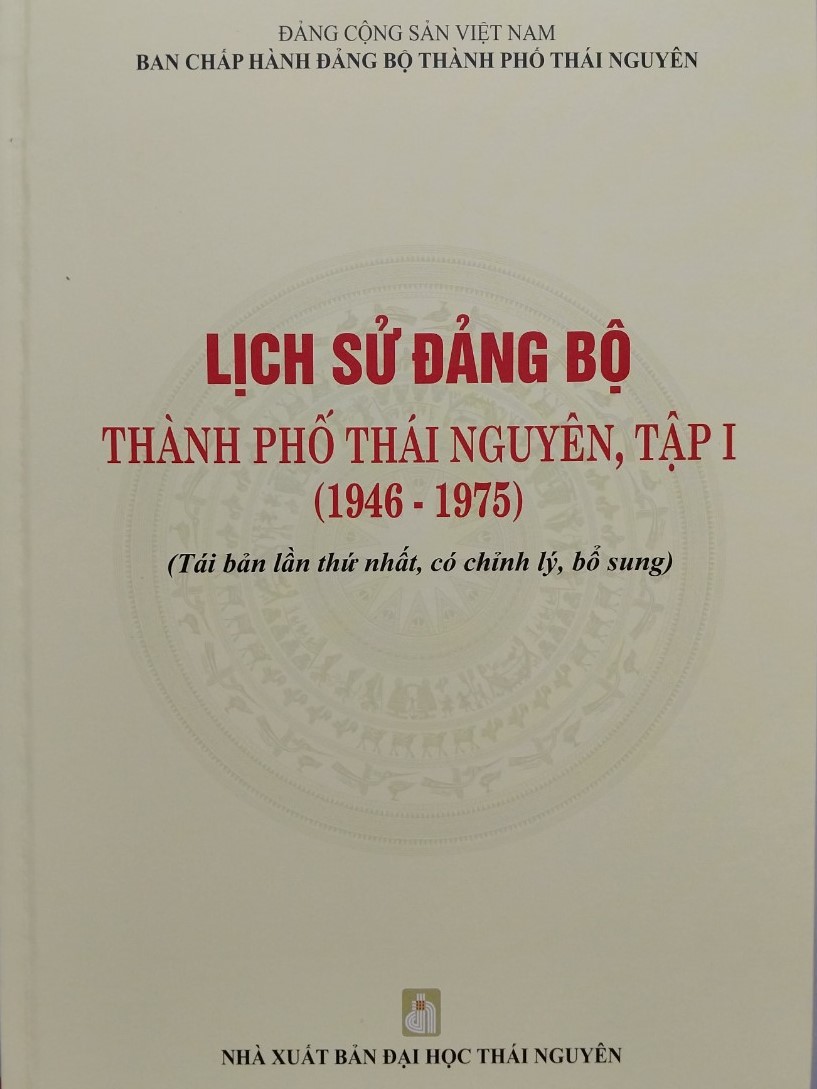 ĐẢNG CỘNG SẢN VIỆT NAM
BAN CHẤP HÀNH ĐẢNG BỘ THÀNH PHỐ THÁI NGUYÊN
LỊCH SỬ ĐẢNG BỘ
THÀNH PHỐ THÁI NGUYÊN, TẬP I
(1946 - 1975)
(Tái bản lần thứ nhất, có chỉnh lý, bổ sung)
NHÀ XUẤT BẢN ĐẠI HỌC THÁI NGUYÊN